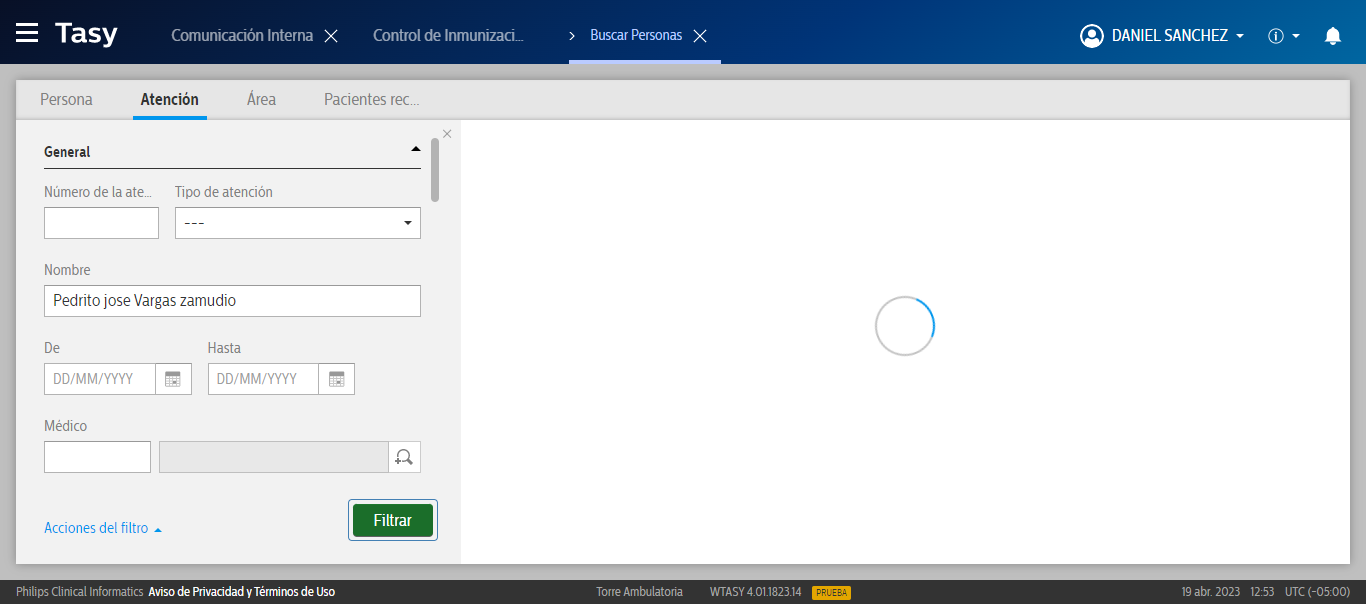 Tasy Comunicación Interna Control de Inmunizaci... > Buscar Personas DANIEL SANCHEZ
Persona Atención Área Pacientes rec...
General
Número de la ate... Tipo de atención
---
Nombre
Pedrito jose Vargas zamudio
De Hasta
DD/MM/YYYY DD/MM/YYYY
Médico
Acciones del filtro Filtrar
Philips Clinical Informatics Aviso de Privacidad y Términos de Uso Torre Ambulatoria WTASY 4.01.1823.14 PRUEBA 19 abr. 2023 12:53 UTC (-05:00)